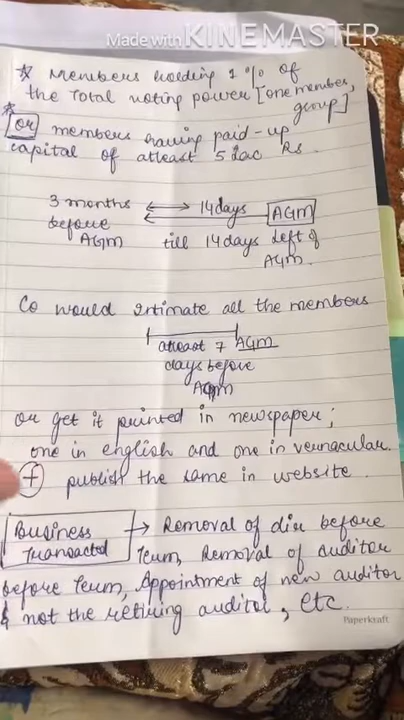 Made with KINEMASTER
* Members holding 1% of
the Total voting power [one member,
group]
* or members having paid-up
capital of atleast 5 Lac Rs.
3 months ⟷ 14 days AGM
before
AGM till 14 days left of
AGM.
Co would intimate all the members
atleast 7 AGM
days before
AGM
or get it printed in newspaper;
one in english and one in vernacular.
+ publish the same in website.
Business → Removal of dir before
Transacted Term, Removal of auditor
before Term, Appointment of new auditor
& not the retiring auditor, etc.
Paperkraft